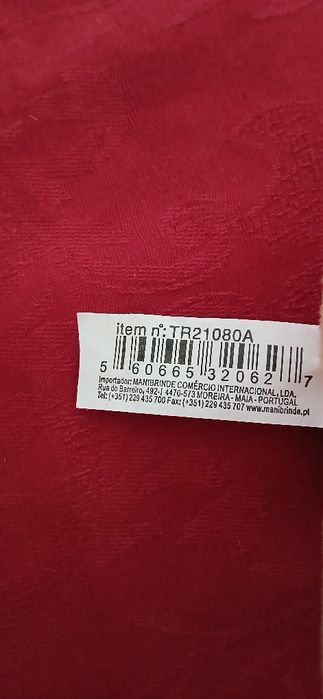 item nº: TR21080A
5 60665 32062 7
Importador: MANIBRINDE COMÉRCIO INTERNACIONAL, LDA.
Rua do Barreiro, 492-I 4470-573 MOREIRA - MAIA - PORTUGAL
Tel: (+351) 229 435 700 Fax: (+351) 229 435 707 www.manibrinde.pt